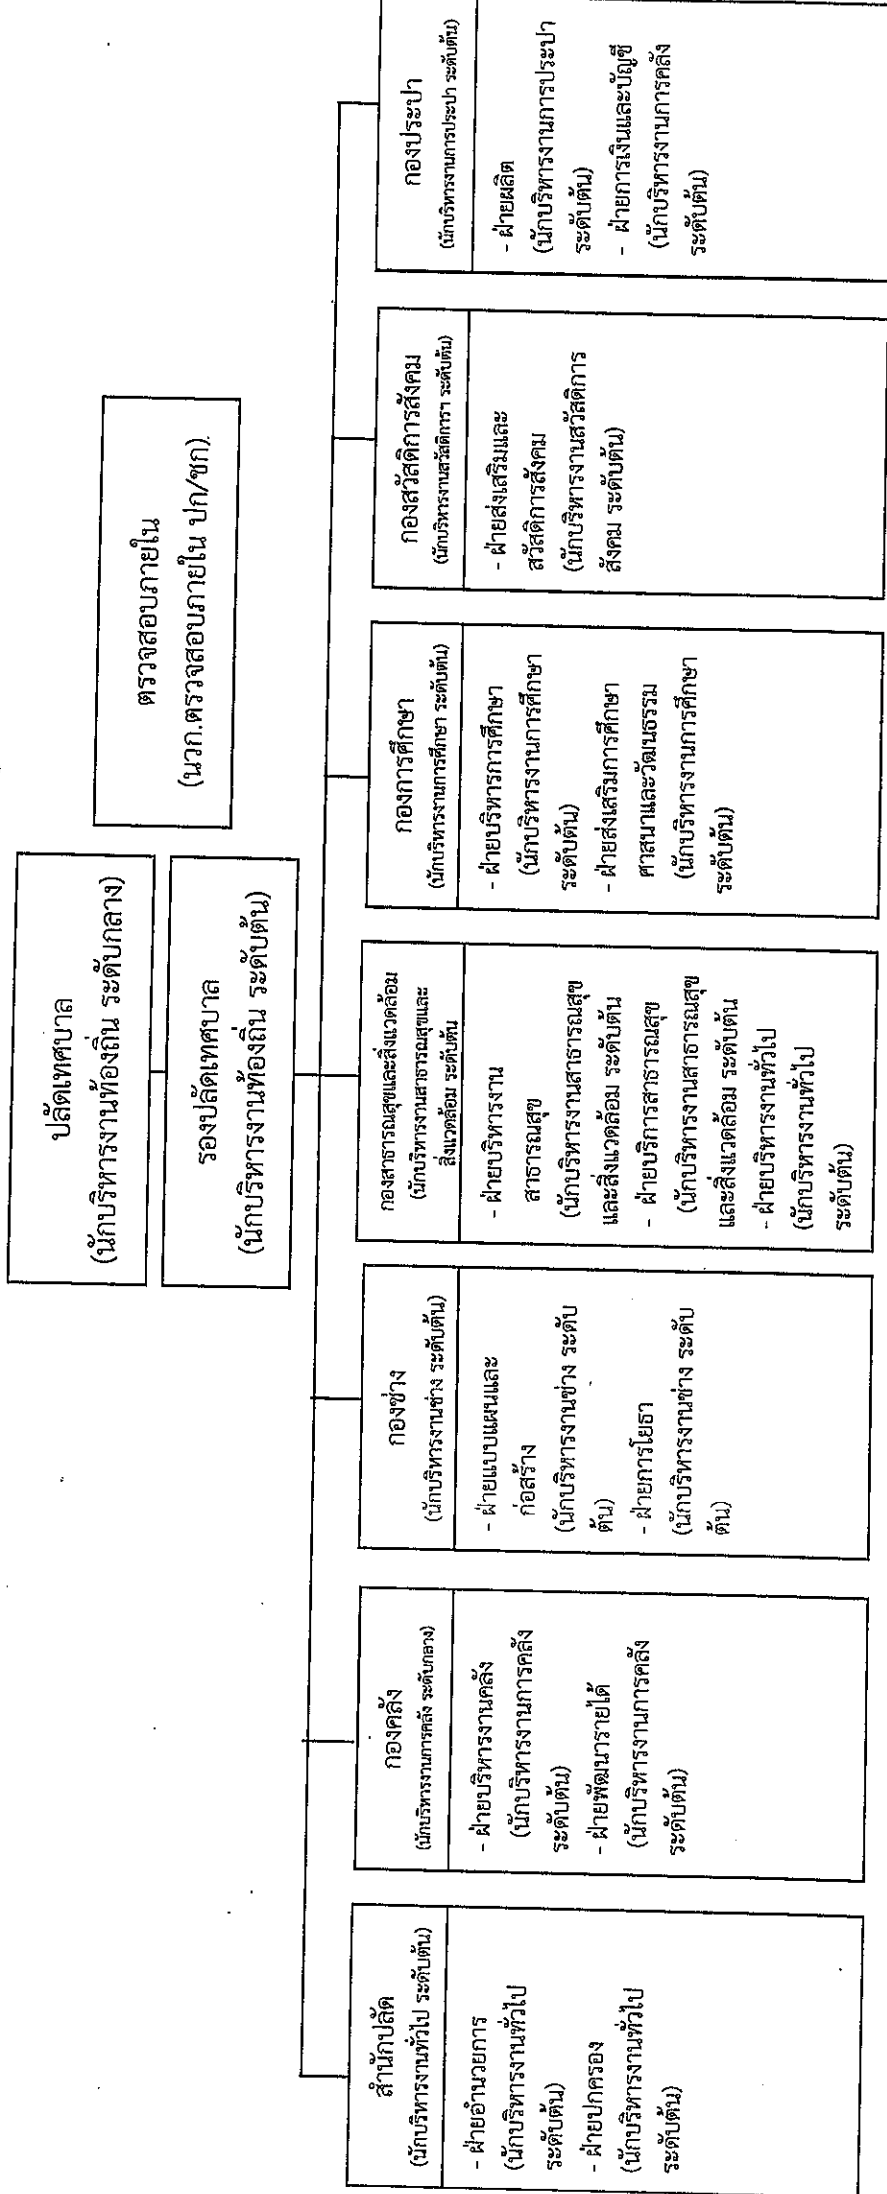 ปลัดเทศบาล
(นักบริหารงานท้องถิ่น ระดับกลาง)
รองปลัดเทศบาล
(นักบริหารงานท้องถิ่น ระดับต้น)
ตรวจสอบภายใน
(นวก.ตรวจสอบภายใน ปก/ชก).
สำนักปลัด
(นักบริหารงานทั่วไป ระดับต้น)
- ฝ่ายอำนวยการ
(นักบริหารงานทั่วไป
ระดับต้น)
- ฝ่ายปกครอง
(นักบริหารงานทั่วไป
ระดับต้น)
กองคลัง
(นักบริหารงานการคลัง ระดับกลาง)
- ฝ่ายบริหารงานคลัง
(นักบริหารงานการคลัง
ระดับต้น)
- ฝ่ายพัฒนารายได้
(นักบริหารงานการคลัง
ระดับต้น)
กองช่าง
(นักบริหารงานช่าง ระดับต้น)
- ฝ่ายแบบแผนและ
ก่อสร้าง
(นักบริหารงานช่าง ระดับ
ต้น)
- ฝ่ายการโยธา
(นักบริหารงานช่าง ระดับ
ต้น)
กองสาธารณสุขและสิ่งแวดล้อม
(นักบริหารงานสาธารณสุขและ
สิ่งแวดล้อม ระดับต้น
- ฝ่ายบริหารงาน
สาธารณสุข
(นักบริหารงานสาธารณสุข
และสิ่งแวดล้อม ระดับต้น
- ฝ่ายบริการสาธารณสุข
(นักบริหารงานสาธารณสุข
และสิ่งแวดล้อม ระดับต้น
- ฝ่ายบริหารงานทั่วไป
(นักบริหารงานทั่วไป
ระดับต้น)
กองการศึกษา
(นักบริหารงานการศึกษา ระดับต้น)
- ฝ่ายบริหารการศึกษา
(นักบริหารงานการศึกษา
ระดับต้น)
- ฝ่ายส่งเสริมการศึกษา
ศาสนาและวัฒนธรรม
(นักบริหารงานการศึกษา
ระดับต้น)
กองสวัสดิการสังคม
(นักบริหารงานสวัสดิการฯ ระดับต้น)
- ฝ่ายส่งเสริมและ
สวัสดิการสังคม
(นักบริหารงานสวัสดิการ
สังคม ระดับต้น)
กองประปา
(นักบริหารงานการประปา ระดับต้น)
- ฝ่ายผลิต
(นักบริหารงานการประปา
ระดับต้น)
- ฝ่ายการเงินและบัญชี
(นักบริหารงานการคลัง
ระดับต้น)